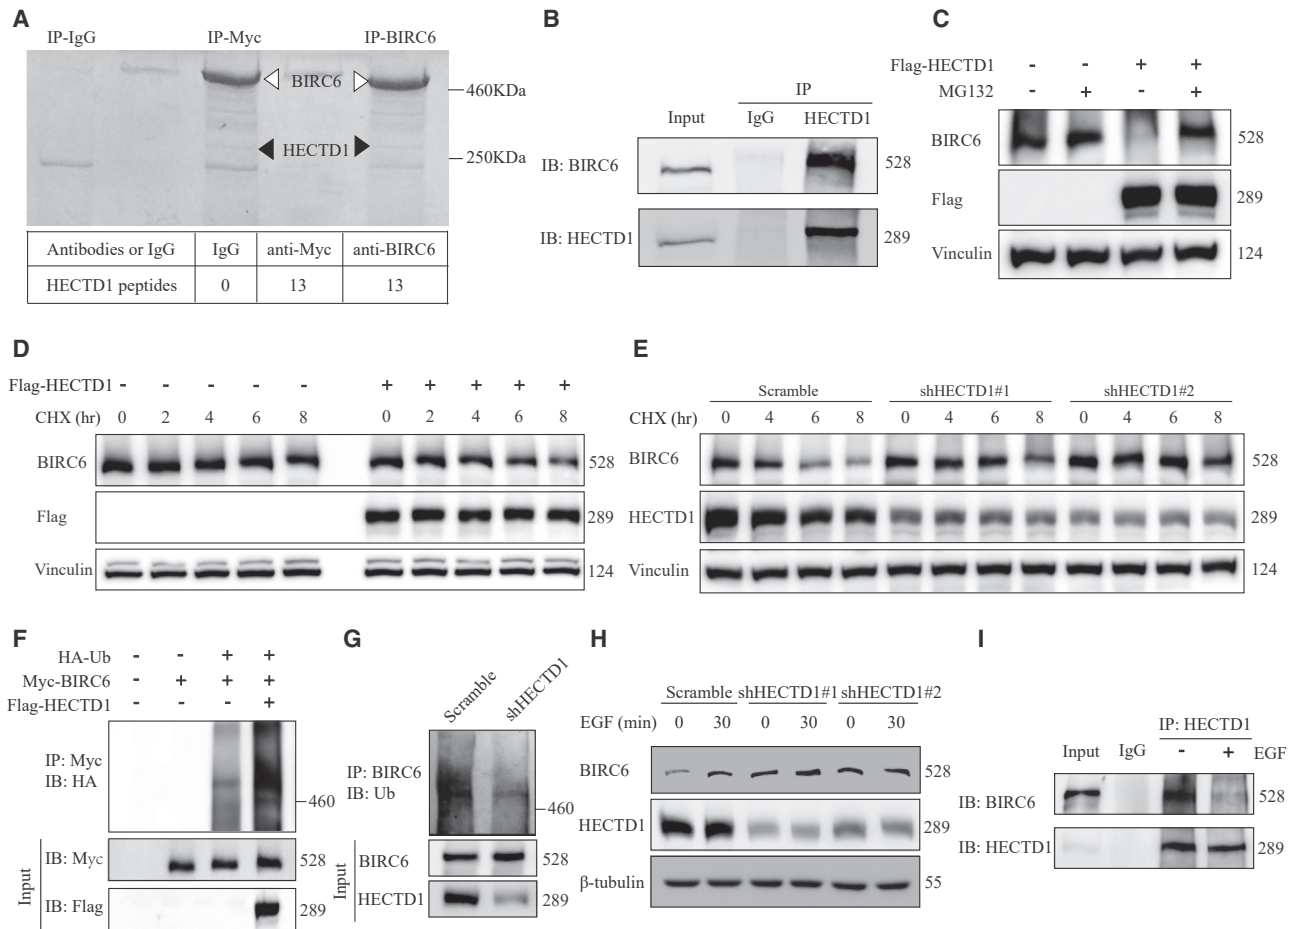 A
IP-IgG IP-Myc IP-BIRC6
BIRC6
460KDa
HECTD1
250KDa
Antibodies or IgG IgG anti-Myc anti-BIRC6
HECTD1 peptides 0 13 13
B
IP
Input IgG HECTD1
IB: BIRC6 528
IB: HECTD1 289
C
Flag-HECTD1 - - + +
MG132 - + - +
BIRC6 528
Flag 289
Vinculin 124
D
Flag-HECTD1 - - - - - + + + + +
CHX (hr) 0 2 4 6 8 0 2 4 6 8
BIRC6 528
Flag 289
Vinculin 124
E
Scramble shHECTD1#1 shHECTD1#2
CHX (hr) 0 4 6 8 0 4 6 8 0 4 6 8
BIRC6 528
HECTD1 289
Vinculin 124
F
HA-Ub - - + +
Myc-BIRC6 - + + +
Flag-HECTD1 - - - +
IP: Myc
IB: HA
460
Input
IB: Myc 528
IB: Flag 289
G
Scramble shHECTD1
IP: BIRC6
IB: Ub
460
Input
BIRC6 528
HECTD1 289
H
Scramble shHECTD1#1 shHECTD1#2
EGF (min) 0 30 0 30 0 30
BIRC6 528
HECTD1 289
β-tubulin 55
I
IP: HECTD1
Input IgG - + EGF
IB: BIRC6 528
IB: HECTD1 289